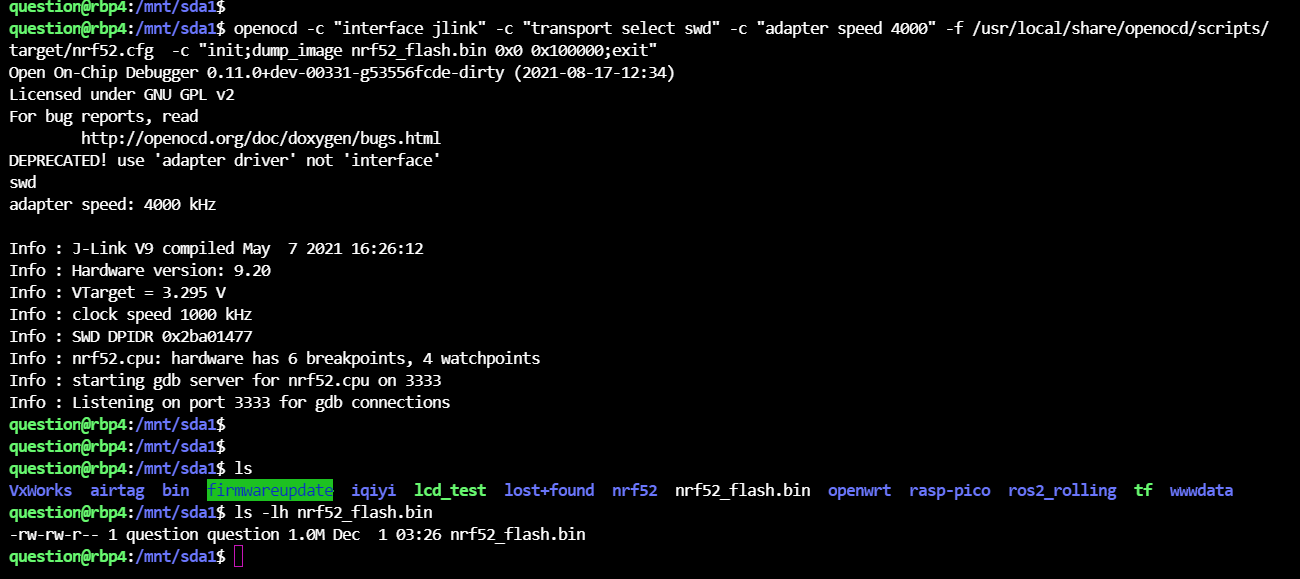 question@rbp4:/mnt/sda1$
question@rbp4:/mnt/sda1$ openocd -c "interface jlink" -c "transport select swd" -c "adapter speed 4000" -f /usr/local/share/openocd/scripts/
target/nrf52.cfg  -c "init;dump_image nrf52_flash.bin 0x0 0x100000;exit"
Open On-Chip Debugger 0.11.0+dev-00331-g53556fcde-dirty (2021-08-17-12:34)
Licensed under GNU GPL v2
For bug reports, read
        http://openocd.org/doc/doxygen/bugs.html
DEPRECATED! use 'adapter driver' not 'interface'
swd
adapter speed: 4000 kHz
Info : J-Link V9 compiled May  7 2021 16:26:12
Info : Hardware version: 9.20
Info : VTarget = 3.295 V
Info : clock speed 1000 kHz
Info : SWD DPIDR 0x2ba01477
Info : nrf52.cpu: hardware has 6 breakpoints, 4 watchpoints
Info : starting gdb server for nrf52.cpu on 3333
Info : Listening on port 3333 for gdb connections
question@rbp4:/mnt/sda1$
question@rbp4:/mnt/sda1$
question@rbp4:/mnt/sda1$ ls
VxWorks  airtag  bin  firmwareupdate  iqiyi  lcd_test  lost+found  nrf52  nrf52_flash.bin  openwrt  rasp-pico  ros2_rolling  tf  wwwdata
question@rbp4:/mnt/sda1$ ls -lh nrf52_flash.bin
-rw-rw-r-- 1 question question 1.0M Dec  1 03:26 nrf52_flash.bin
question@rbp4:/mnt/sda1$